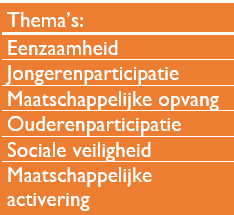 Thema's:
Eenzaamheid
Jongerenparticipatie
Maatschappelijke opvang
Ouderenparticipatie
Sociale veiligheid
Maatschappelijke
activering